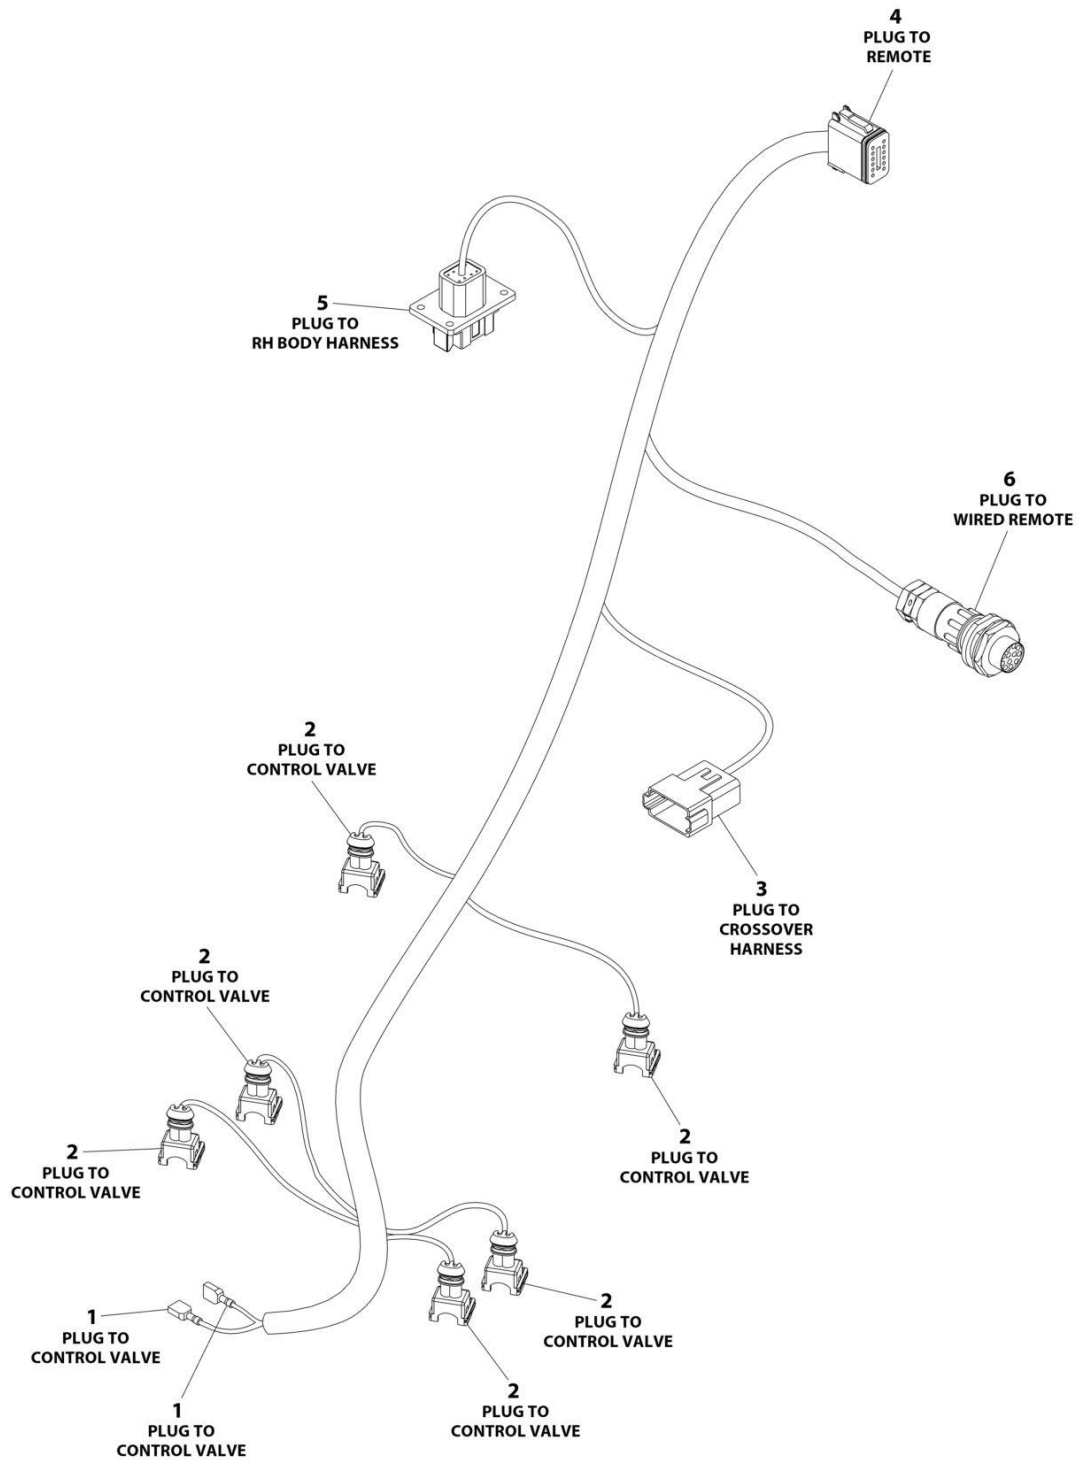 4
PLUG TO
REMOTE
5
PLUG TO
RH BODY HARNESS
6
PLUG TO
WIRED REMOTE
2
PLUG TO
CONTROL VALVE
3
PLUG TO
CROSSOVER
HARNESS
2
PLUG TO
CONTROL VALVE
2
PLUG TO
CONTROL VALVE
2
PLUG TO
CONTROL VALVE
2
PLUG TO
CONTROL VALVE
1
PLUG TO
CONTROL VALVE
2
PLUG TO
CONTROL VALVE
1
PLUG TO
CONTROL VALVE